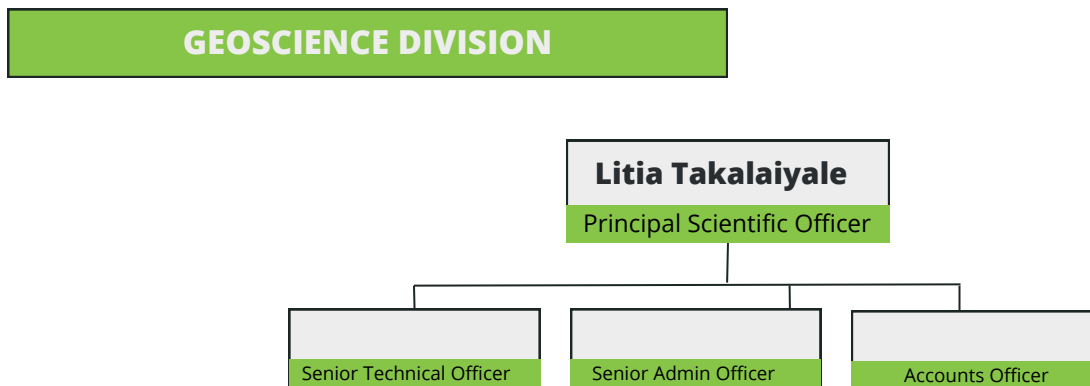 GEOSCIENCE DIVISION
Litia Takalaiyale
Principal Scientific Officer
Senior Technical Officer
Senior Admin Officer
Accounts Officer